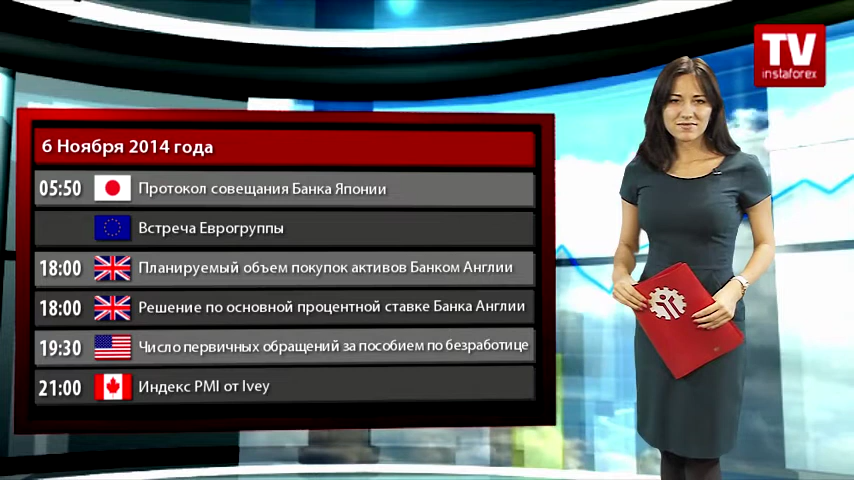 TV
instaforex
6 Ноября 2014 года
05:50 Протокол совещания Банка Японии
Встреча Еврогруппы
18:00 Планируемый объем покупок активов Банком Англии
18:00 Решение по основной процентной ставке Банка Англии
19:30 Число первичных обращений за пособием по безработице
21:00 Индекс PMI от Ivey